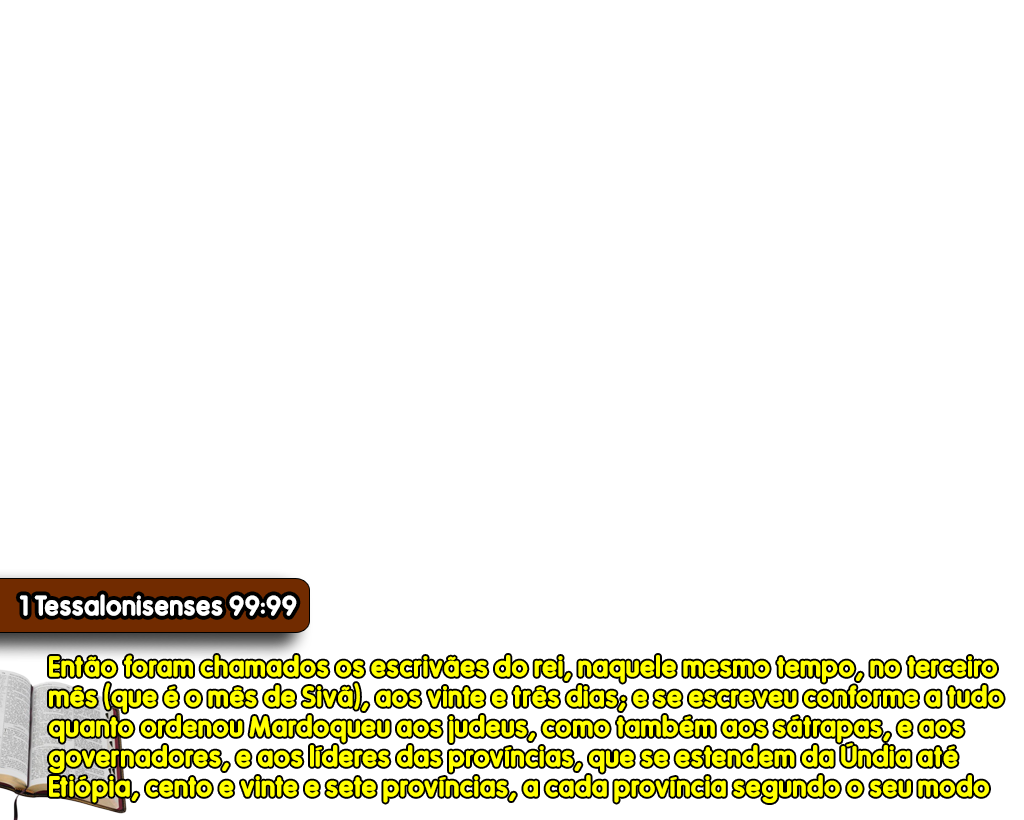 1 Tessalonisenses 99:99
Então foram chamados os escrivães do rei, naquele mesmo tempo, no terceiro
mês (que é o mês de Sivã), aos vinte e três dias; e se escreveu conforme a tudo
quanto ordenou Mardoqueu aos judeus, como também aos sátrapas, e aos
governadores, e aos líderes das províncias, que se estendem da Úndia até
Etiópia, cento e vinte e sete províncias, a cada província segundo o seu modo